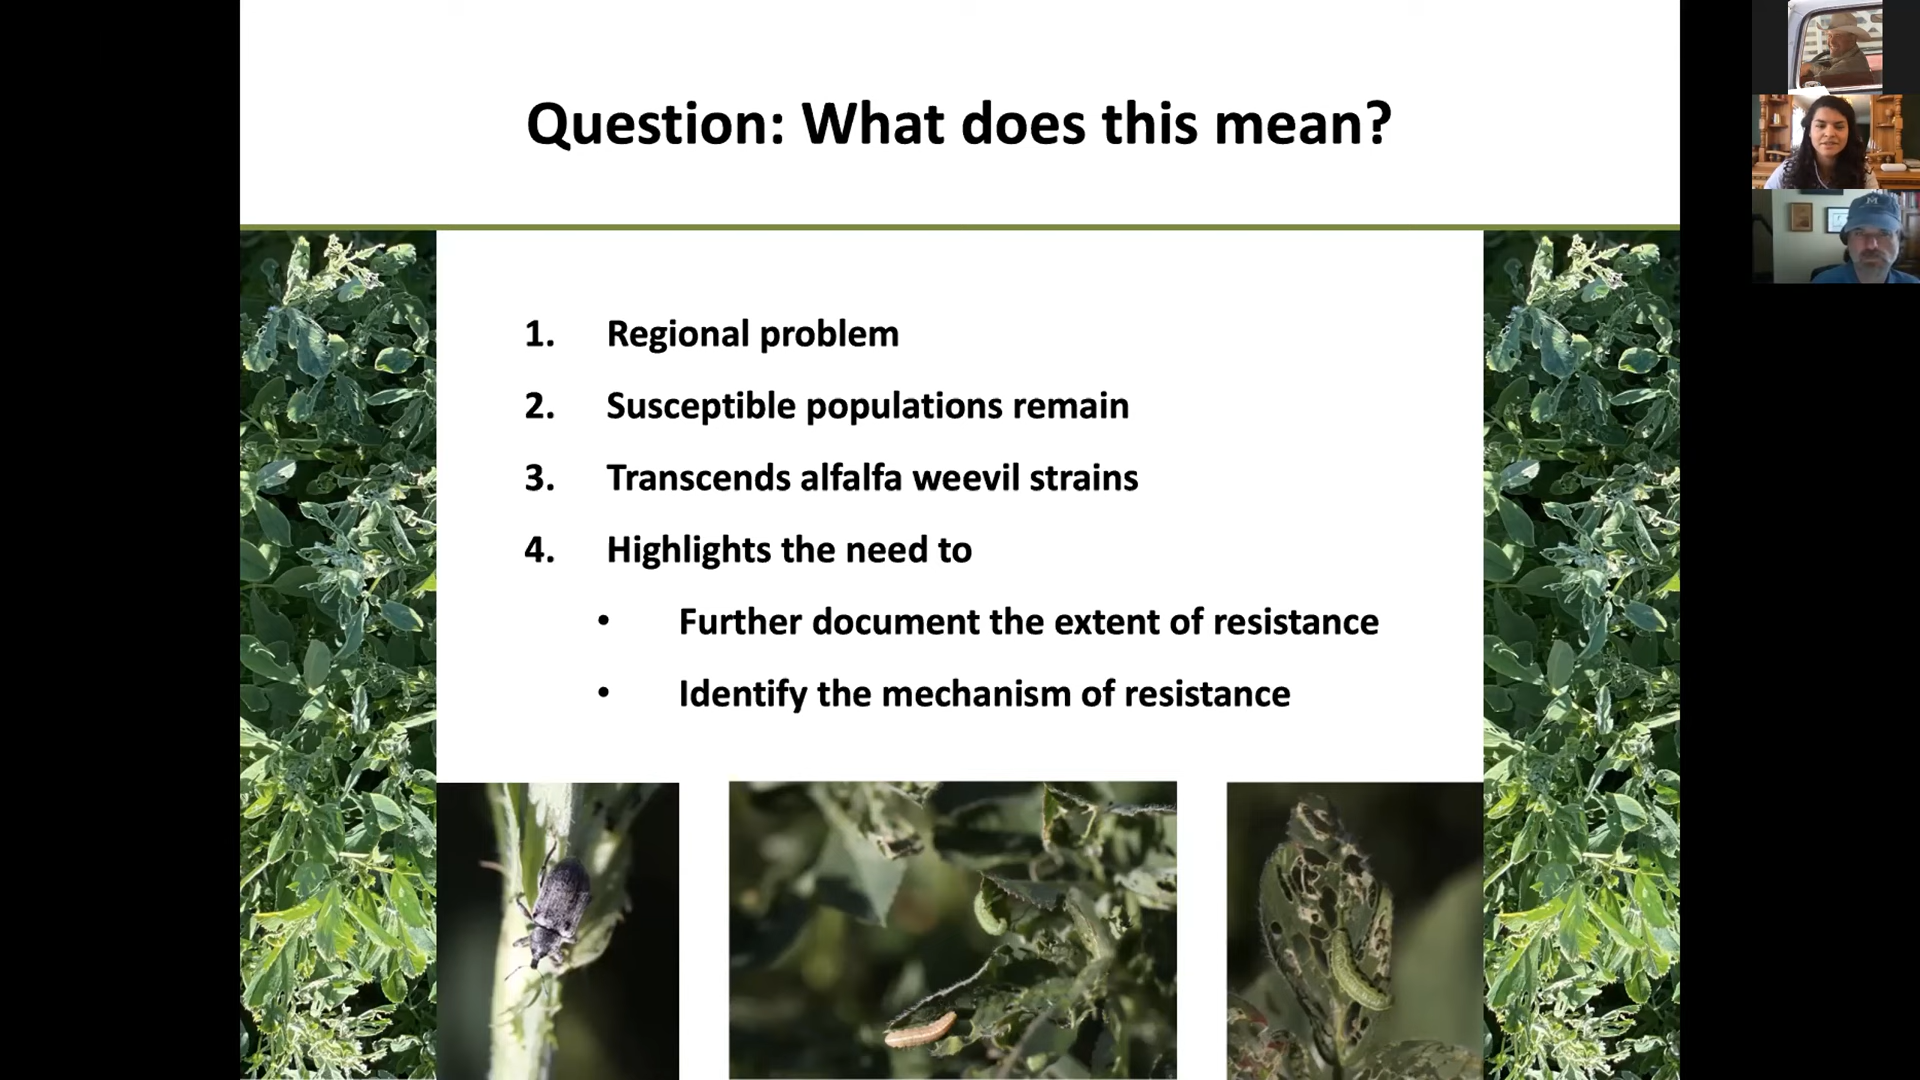 Question: What does this mean?
1. Regional problem
2. Susceptible populations remain
3. Transcends alfalfa weevil strains
4. Highlights the need to
• Further document the extent of resistance
• Identify the mechanism of resistance
M